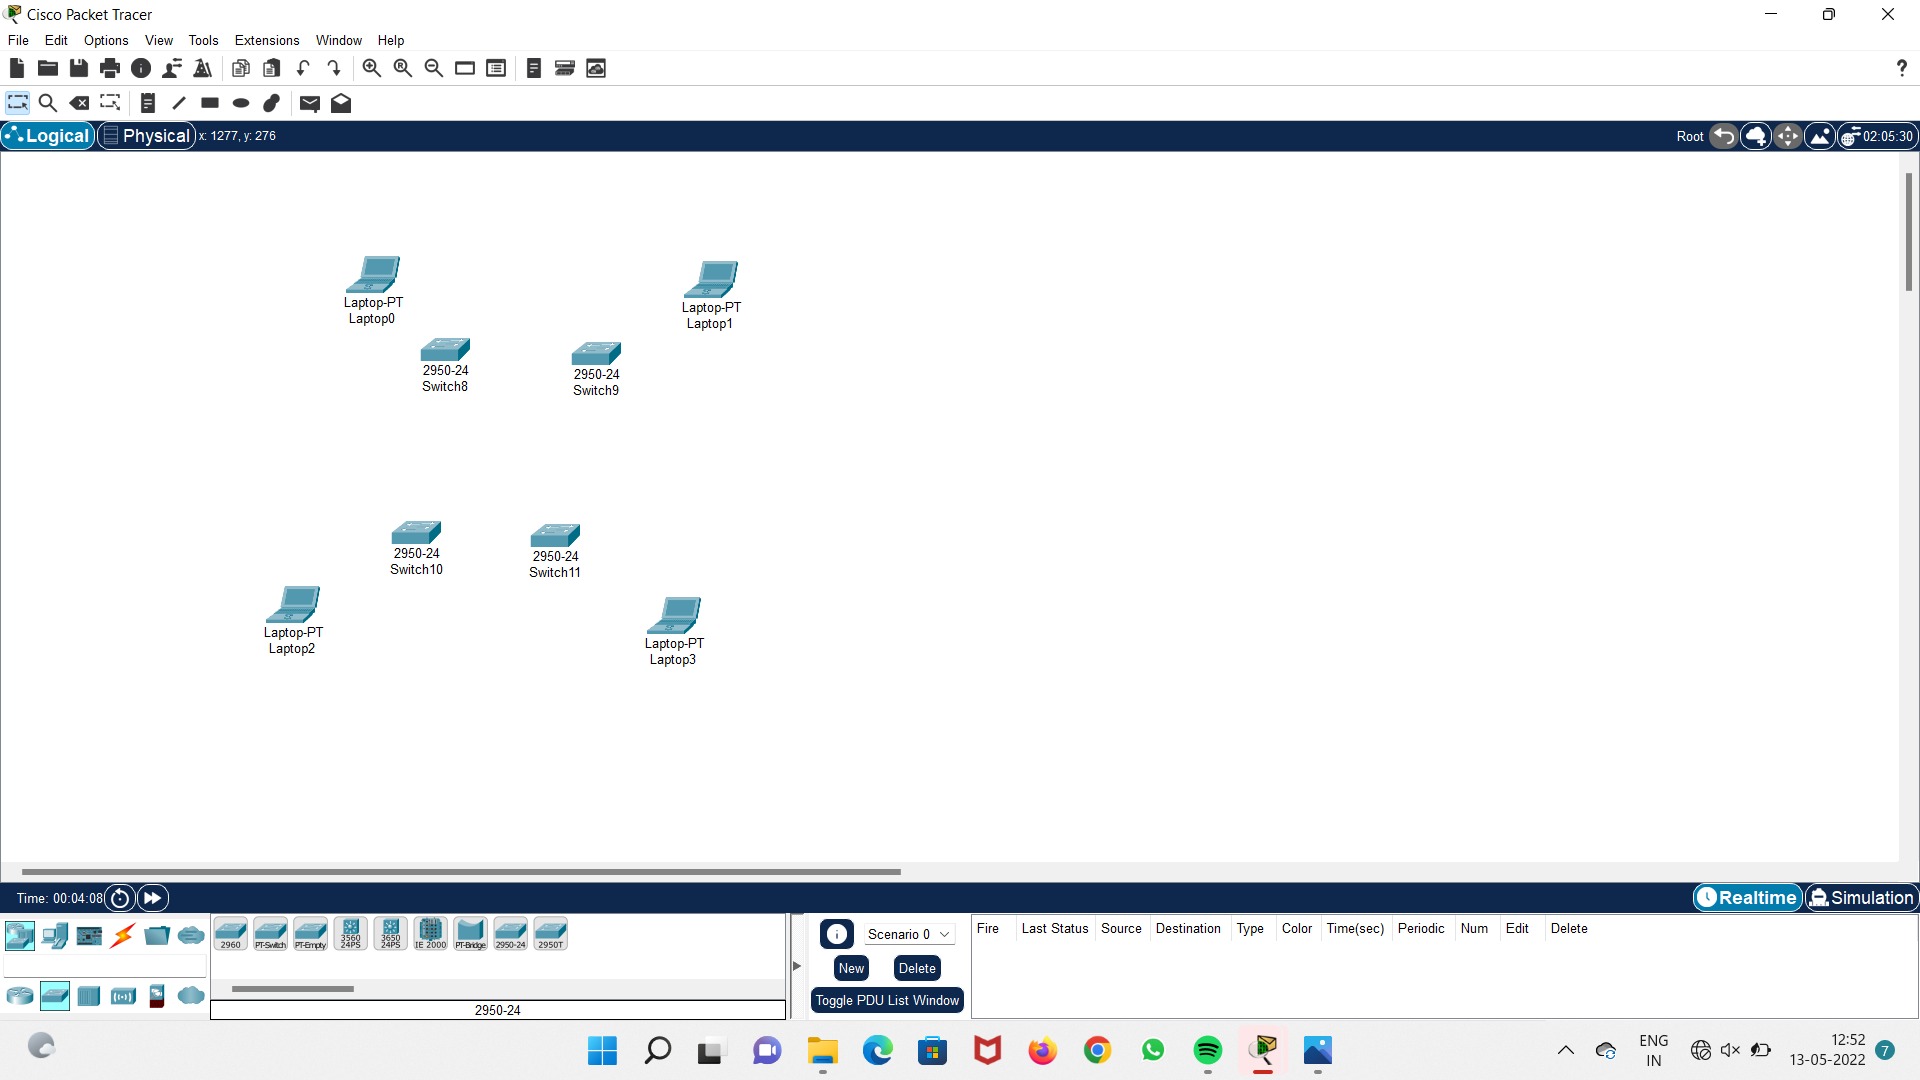 Cisco Packet Tracer
File Edit Options View Tools Extensions Window Help
?
Logical Physical x: 1277, y: 276 Root 02:05:30
Laptop-PT
Laptop0
Laptop-PT
Laptop1
2950-24
Switch8
2950-24
Switch9
2950-24
Switch10
2950-24
Switch11
Laptop-PT
Laptop2
Laptop-PT
Laptop3
Time: 00:04:08 Realtime Simulation
2960 PT-Switch PT-Empty 3560 24PS 3650 24PS IE 2000 PT-Bridge 2950-24 2950T
2950-24
Scenario 0
New Delete
Toggle PDU List Window
Fire Last Status Source Destination Type Color Time(sec) Periodic Num Edit Delete
ENG
IN
12:52
13-05-2022
7